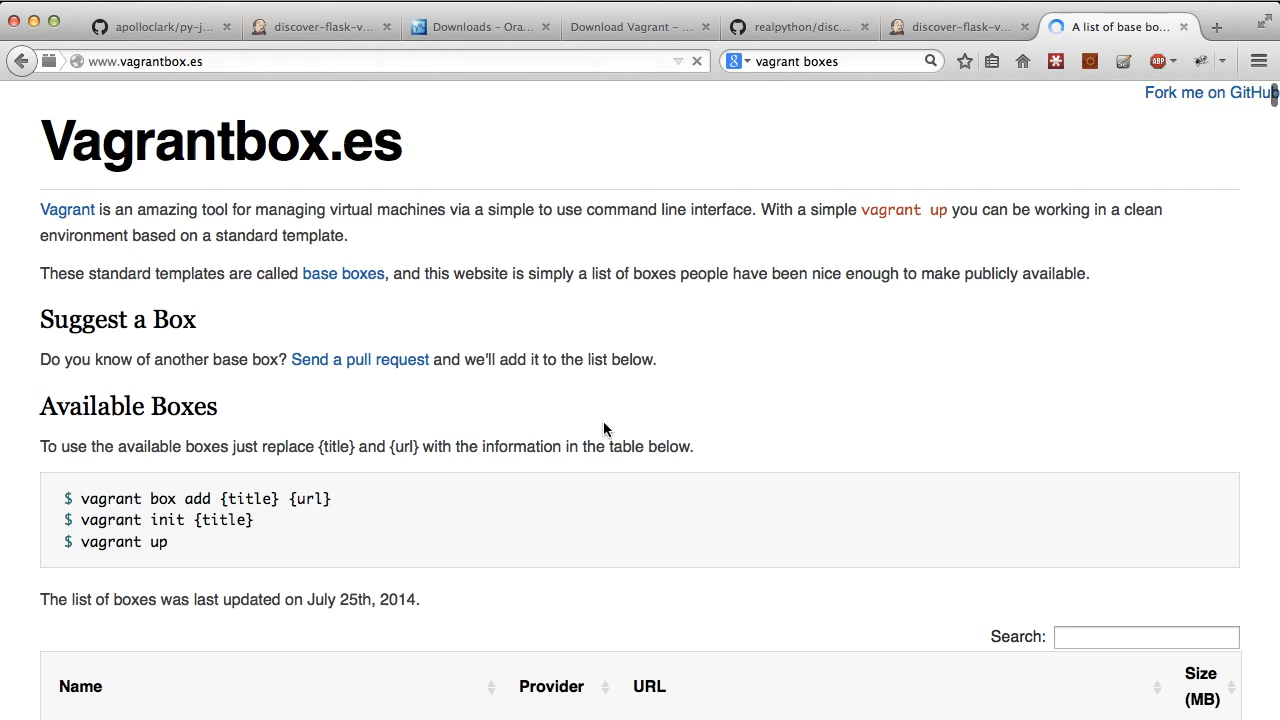 apolloclark/py-j...
discover-flask-v...
Downloads - Ora...
Download Vagrant - ...
realpython/disc...
discover-flask-v...
A list of base bo...
www.vagrantbox.es
vagrant boxes
Fork me on GitHub
Vagrantbox.es
Vagrant is an amazing tool for managing virtual machines via a simple to use command line interface. With a simple vagrant up you can be working in a clean
environment based on a standard template.
These standard templates are called base boxes, and this website is simply a list of boxes people have been nice enough to make publicly available.
Suggest a Box
Do you know of another base box? Send a pull request and we'll add it to the list below.
Available Boxes
To use the available boxes just replace {title} and {url} with the information in the table below.
$ vagrant box add {title} {url}
$ vagrant init {title}
$ vagrant up
The list of boxes was last updated on July 25th, 2014.
Search:
Name Provider URL Size
(MB)